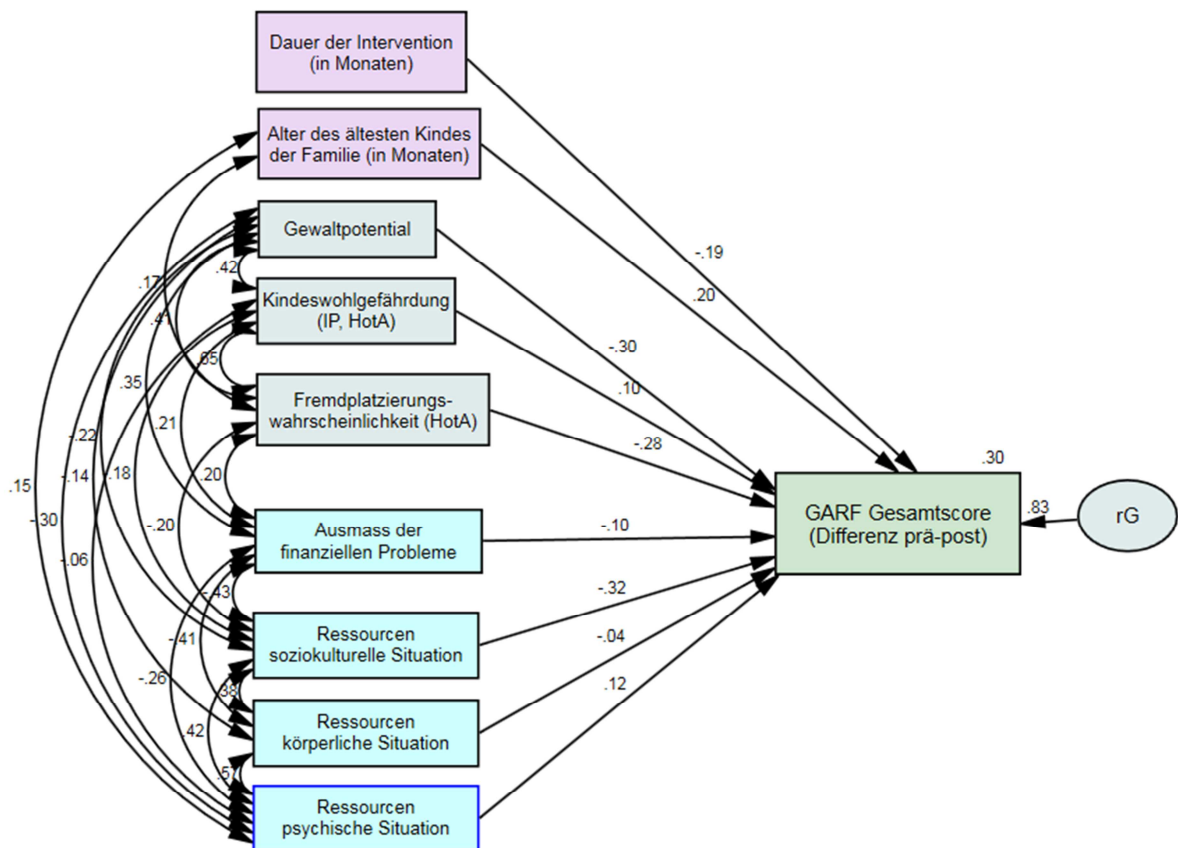 Dauer der Intervention
(in Monaten)
Alter des ältesten Kindes
der Familie (in Monaten)
Gewaltpotential
-.19
.42
.20
Kindeswohlgefährdung
(IP, HotA)
.17
.41
-.30
.65
.10
.35
Fremdplatzierungs-
wahrscheinlichkeit (HotA)
.21
-.22
-.28
.30
-.14
.18
.20
.15
-.30
-.20
GARF Gesamtscore
(Differenz prä-post)
.83
rG
Ausmass der
finanziellen Probleme
-.10
-.06
-.43
-.32
Ressourcen
soziokulturelle Situation
-.41
-.04
-.26
.38
.12
Ressourcen
körperliche Situation
.42
.57
Ressourcen
psychische Situation